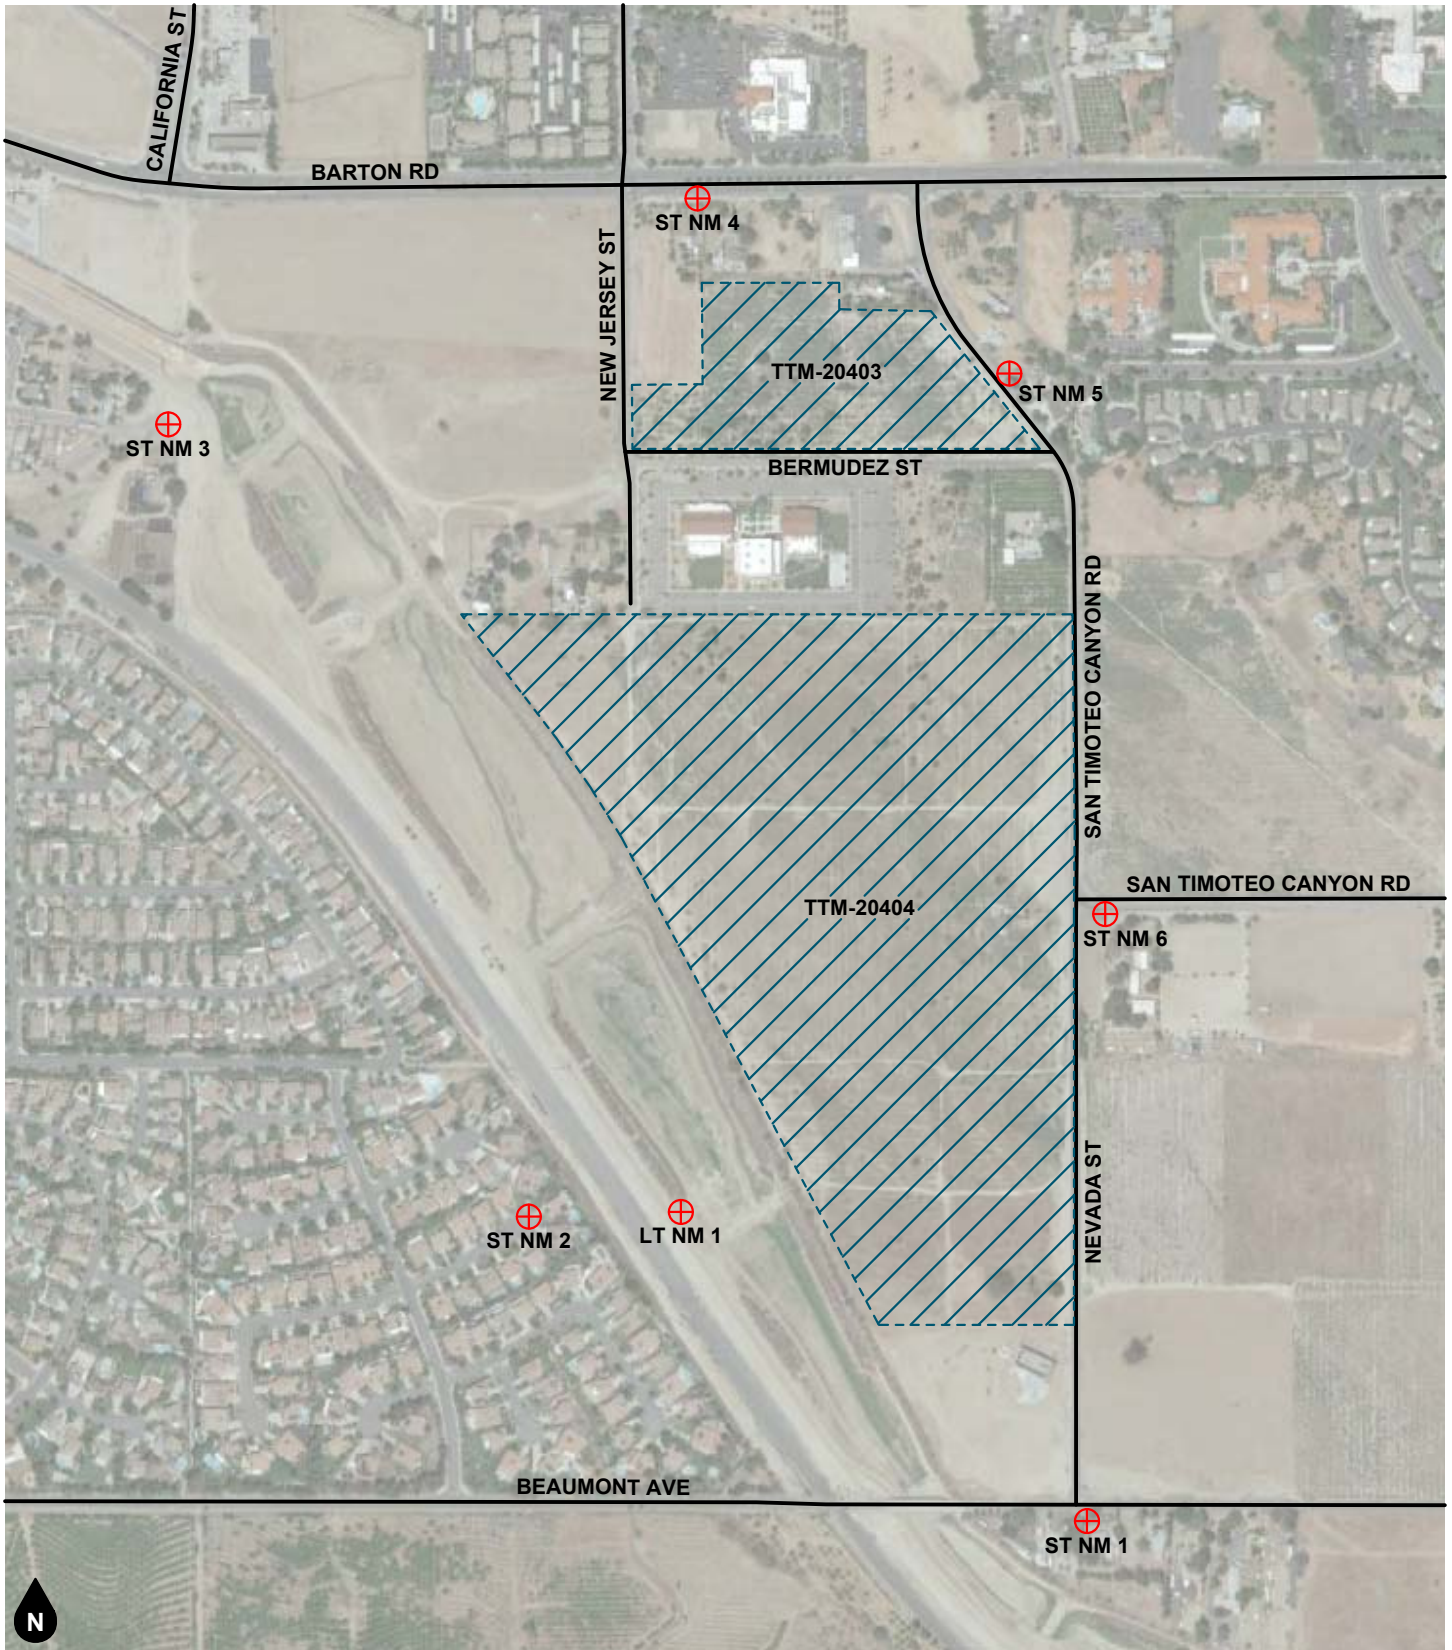 CALIFORNIA ST
BARTON RD
ST NM 4
NEW JERSEY ST
TTM-20403
ST NM 5
ST NM 3
BERMUDEZ ST
SAN TIMOTEO CANYON RD
SAN TIMOTEO CANYON RD
TTM-20404
ST NM 6
NEVADA ST
ST NM 2
LT NM 1
BEAUMONT AVE
ST NM 1
N